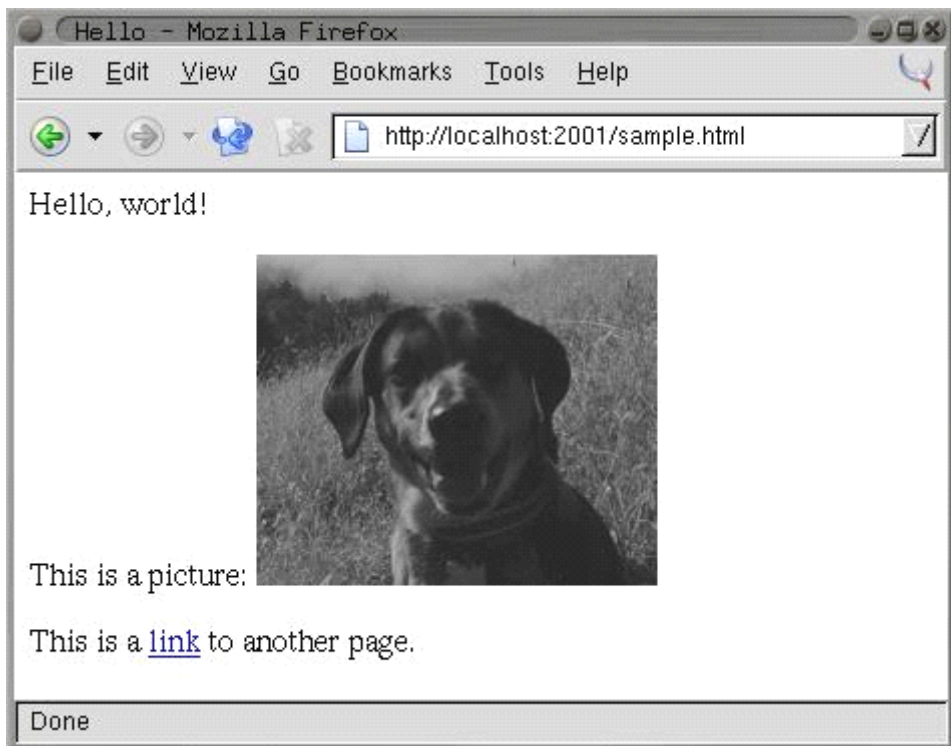 Hello - Mozilla Firefox
File Edit View Go Bookmarks Tools Help
http://localhost:2001/sample.html
Hello, world!
This is a picture:
This is a link to another page.
Done